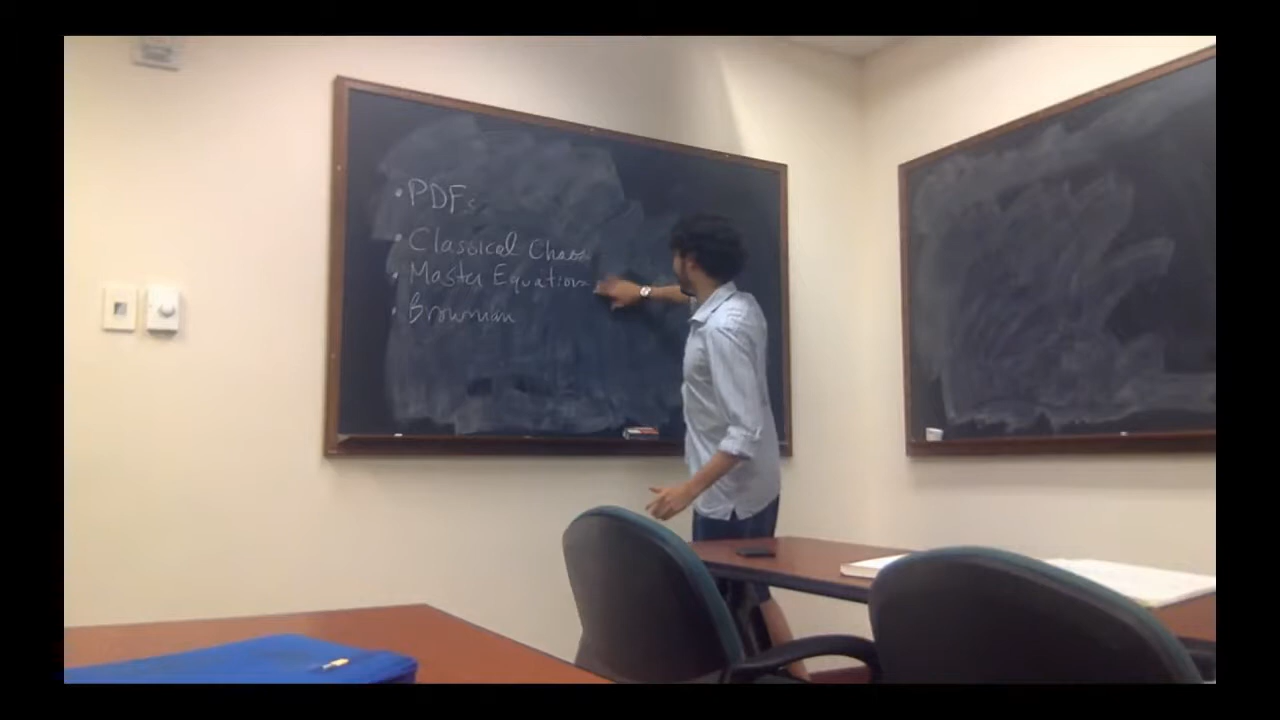 • PDFs
• Classical Chaos
• Master Equations
• Brownian